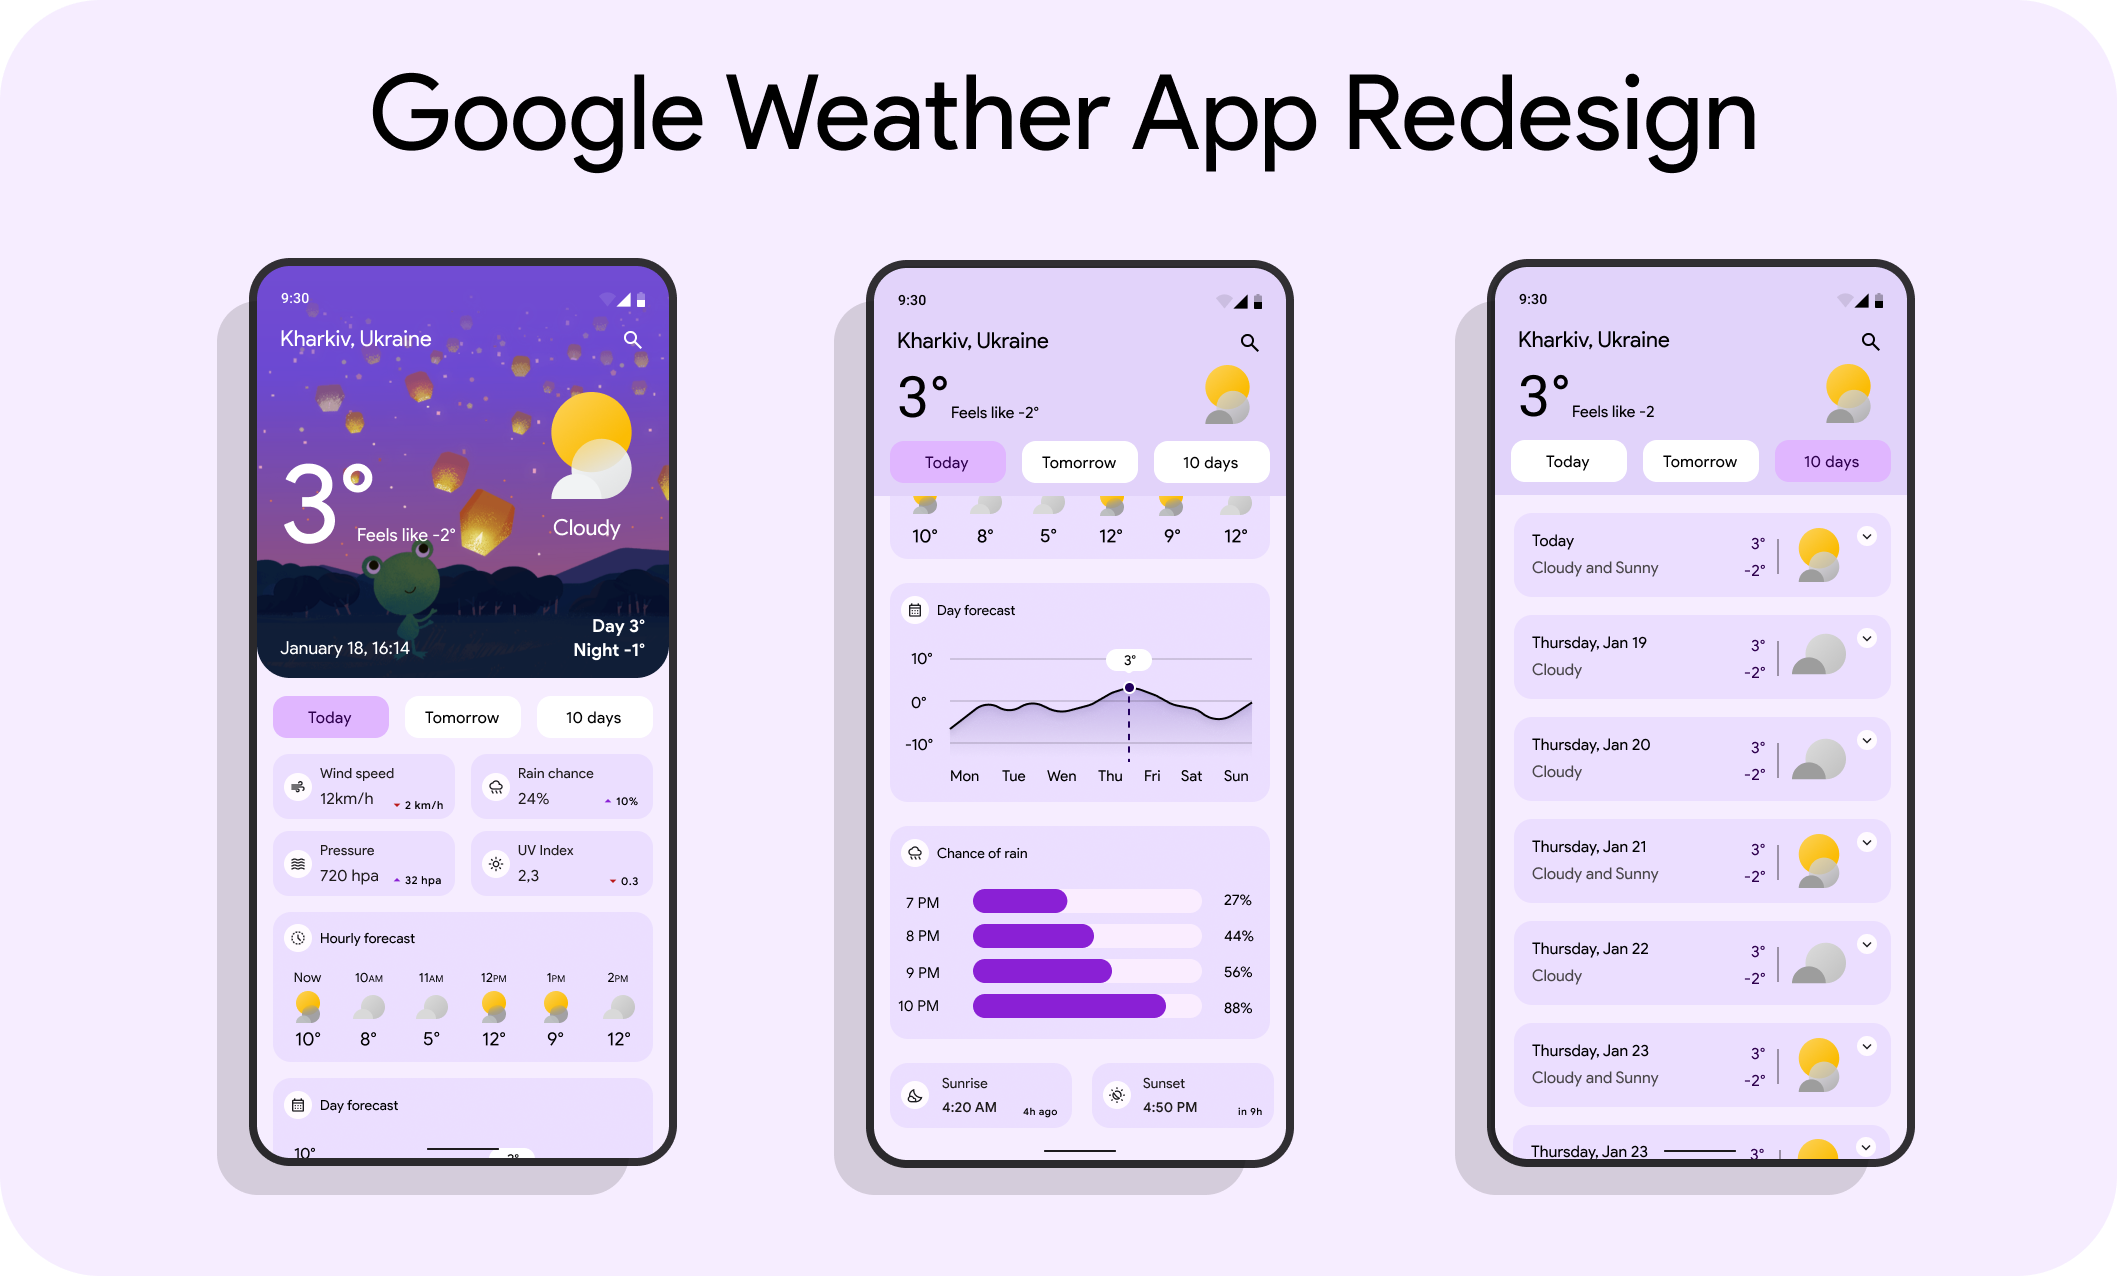 Google Weather App Redesign
9:30
Kharkiv, Ukraine
3°
Feels like -2°
Cloudy
January 18, 16:14
Day 3°
Night -1°
Today
Tomorrow
10 days
Wind speed
12km/h
2 km/h
Rain chance
24%
10%
Pressure
720 hpa
32 hpa
UV Index
2,3
0.3
Hourly forecast
Now 10AM 11AM 12PM 1PM 2PM
10° 8° 5° 12° 9° 12°
Day forecast
10°
3°
9:30
Kharkiv, Ukraine
3°
Feels like -2°
Today
Tomorrow
10 days
10° 8° 5° 12° 9° 12°
Day forecast
10°
3°
0°
-10°
Mon Tue Wen Thu Fri Sat Sun
Chance of rain
7 PM 27%
8 PM 44%
9 PM 56%
10 PM 88%
Sunrise
4:20 AM
4h ago
Sunset
4:50 PM
in 9h
9:30
Kharkiv, Ukraine
3°
Feels like -2
Today
Tomorrow
10 days
Today
Cloudy and Sunny
3°
-2°
Thursday, Jan 19
Cloudy
3°
-2°
Thursday, Jan 20
Cloudy
3°
-2°
Thursday, Jan 21
Cloudy and Sunny
3°
-2°
Thursday, Jan 22
Cloudy
3°
-2°
Thursday, Jan 23
Cloudy and Sunny
3°
-2°
Thursday, Jan 23
3°